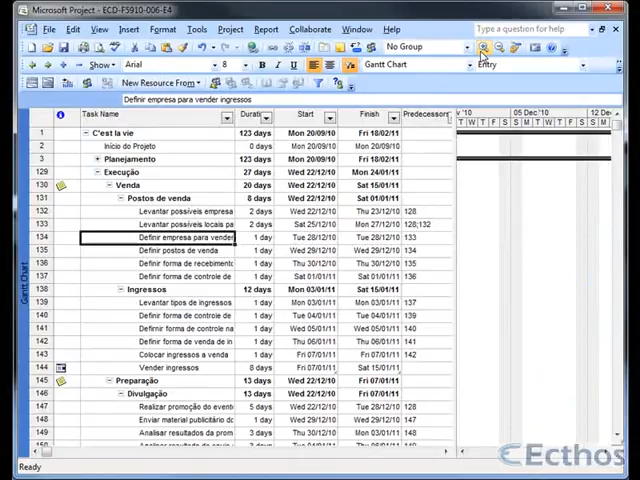 Microsoft Project - ECD-F5910-006-E4
File Edit View Insert Format Tools Project Report Collaborate Window Help Type a question for help
No Group
Show Arial 8 B I U Gantt Chart Entry
New Resource From
Definir empresa para vender ingressos
Task Name Duratio Start Finish Predecessors v '10 05 Dec '10 12 Dec
T W T F S S M T W T F S S M
1 C'est la vie 123 days Mon 20/09/10 Fri 18/02/11
2 Início do Projeto 0 days Mon 20/09/10 Mon 20/09/10
3 Planejamento 123 days Mon 20/09/10 Fri 18/02/11
129 Execução 27 days Wed 22/12/10 Mon 24/01/11
130 Venda 20 days Wed 22/12/10 Sat 15/01/11
131 Postos de venda 8 days Wed 22/12/10 Sat 01/01/11
132 Levantar possíveis empresa 2 days Wed 22/12/10 Thu 23/12/10 128
133 Levantar possíveis locais pa 2 days Sat 25/12/10 Mon 27/12/10 128;132
134 Definir empresa para vender 1 day Tue 28/12/10 Tue 28/12/10 133
135 Definir postos de venda 1 day Wed 29/12/10 Wed 29/12/10 134
136 Definir forma de recebimento 1 day Thu 30/12/10 Thu 30/12/10 135
137 Definir forma de controle de 1 day Sat 01/01/11 Sat 01/01/11 136
138 Ingressos 12 days Mon 03/01/11 Sat 15/01/11
139 Levantar tipos de ingressos 1 day Mon 03/01/11 Mon 03/01/11 137
140 Definir forma de controle de 1 day Tue 04/01/11 Tue 04/01/11 139
141 Definir forma de controle na 1 day Wed 05/01/11 Wed 05/01/11 140
142 Definir forma de venda de in 1 day Thu 06/01/11 Thu 06/01/11 141
143 Colocar ingressos a venda 1 day Fri 07/01/11 Fri 07/01/11 142
144 Vender ingressos 8 days Fri 07/01/11 Sat 15/01/11
145 Preparação 13 days Wed 22/12/10 Fri 07/01/11
146 Divulgação 13 days Wed 22/12/10 Fri 07/01/11
147 Realizar promoção do evento 5 days Wed 22/12/10 Tue 28/12/10 128
148 Enviar material publicitário do 1 day Thu 30/12/10 Thu 30/12/10 147
149 Analisar resultados da prom 1 day Mon 03/01/11 Mon 03/01/11 148
Gantt Chart
Ready
Ecthos